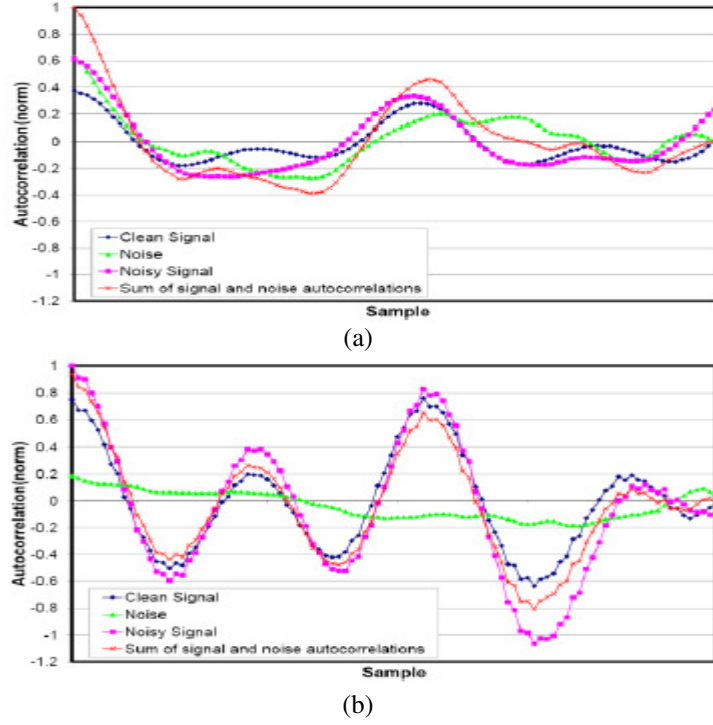 1
0.8
0.6
0.4
0.2
0
-0.2
-0.4
-0.6
-0.8
-1
-1.2
Autocorrelation (norm)
Clean Signal
Noise
Noisy Signal
Sum of signal and noise autocorrelations
Sample
(a)
1
0.8
0.6
0.4
0.2
0
-0.2
-0.4
-0.6
-0.8
-1
-1.2
Autocorrelation(norm)
Clean Signal
Noise
Noisy Signal
Sum of signal and noise autocorrelations
Sample
(b)